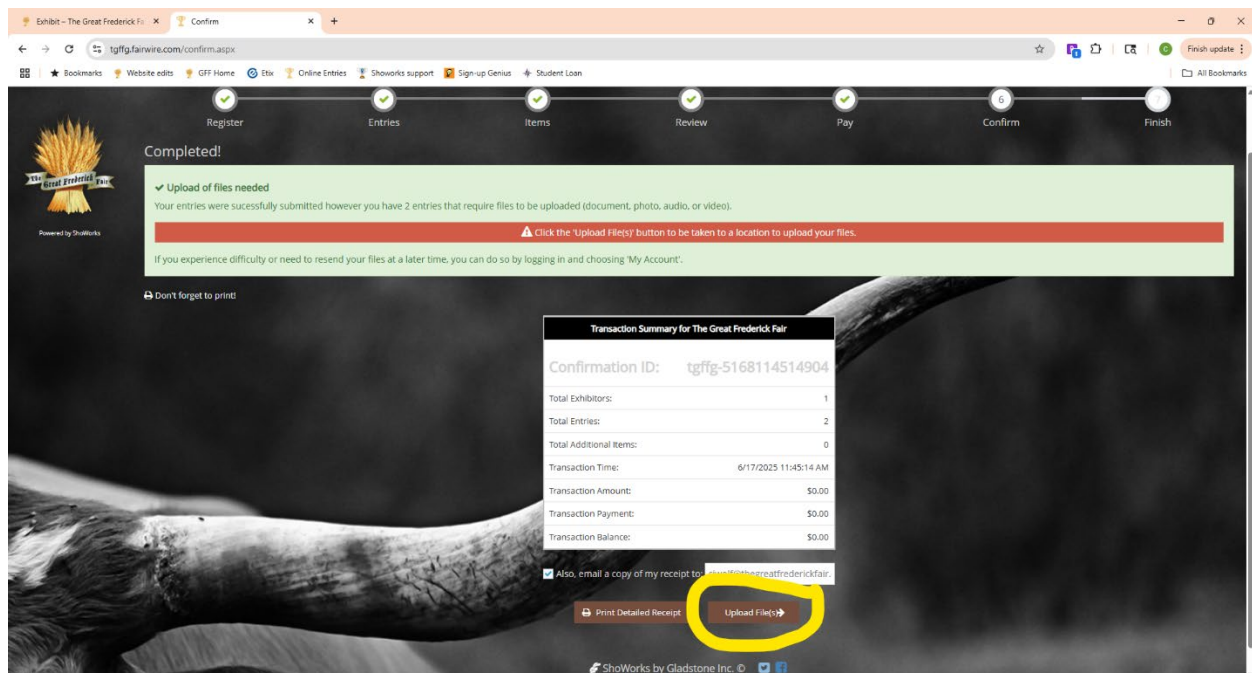 Exhibit – The Great Frederick Fa
Confirm
tgffg.fairwire.com/confirm.aspx
Finish update
Bookmarks
Website edits
GFF Home
Etix
Online Entries
Showorks support
Sign-up Genius
Student Loan
All Bookmarks
Register
Entries
Items
Review
Pay
6
Confirm
7
Finish
The Great Frederick Fair
Powered by ShoWorks
Completed!
Upload of files needed
Your entries were sucessfully submitted however you have 2 entries that require files to be uploaded (document, photo, audio, or video).
Click the 'Upload File(s)' button to be taken to a location to upload your files.
If you experience difficulty or need to resend your files at a later time, you can do so by logging in and choosing 'My Account'.
Don't forget to print!
Transaction Summary for The Great Frederick Fair
Confirmation ID: tgffg-5168114514904
Total Exhibitors: 1
Total Entries: 2
Total Additional Items: 0
Transaction Time: 6/17/2025 11:45:14 AM
Transaction Amount: $0.00
Transaction Payment: $0.00
Transaction Balance: $0.00
Also, email a copy of my receipt to:
Print Detailed Receipt
Upload File(s)
ShoWorks by Gladstone Inc. ©